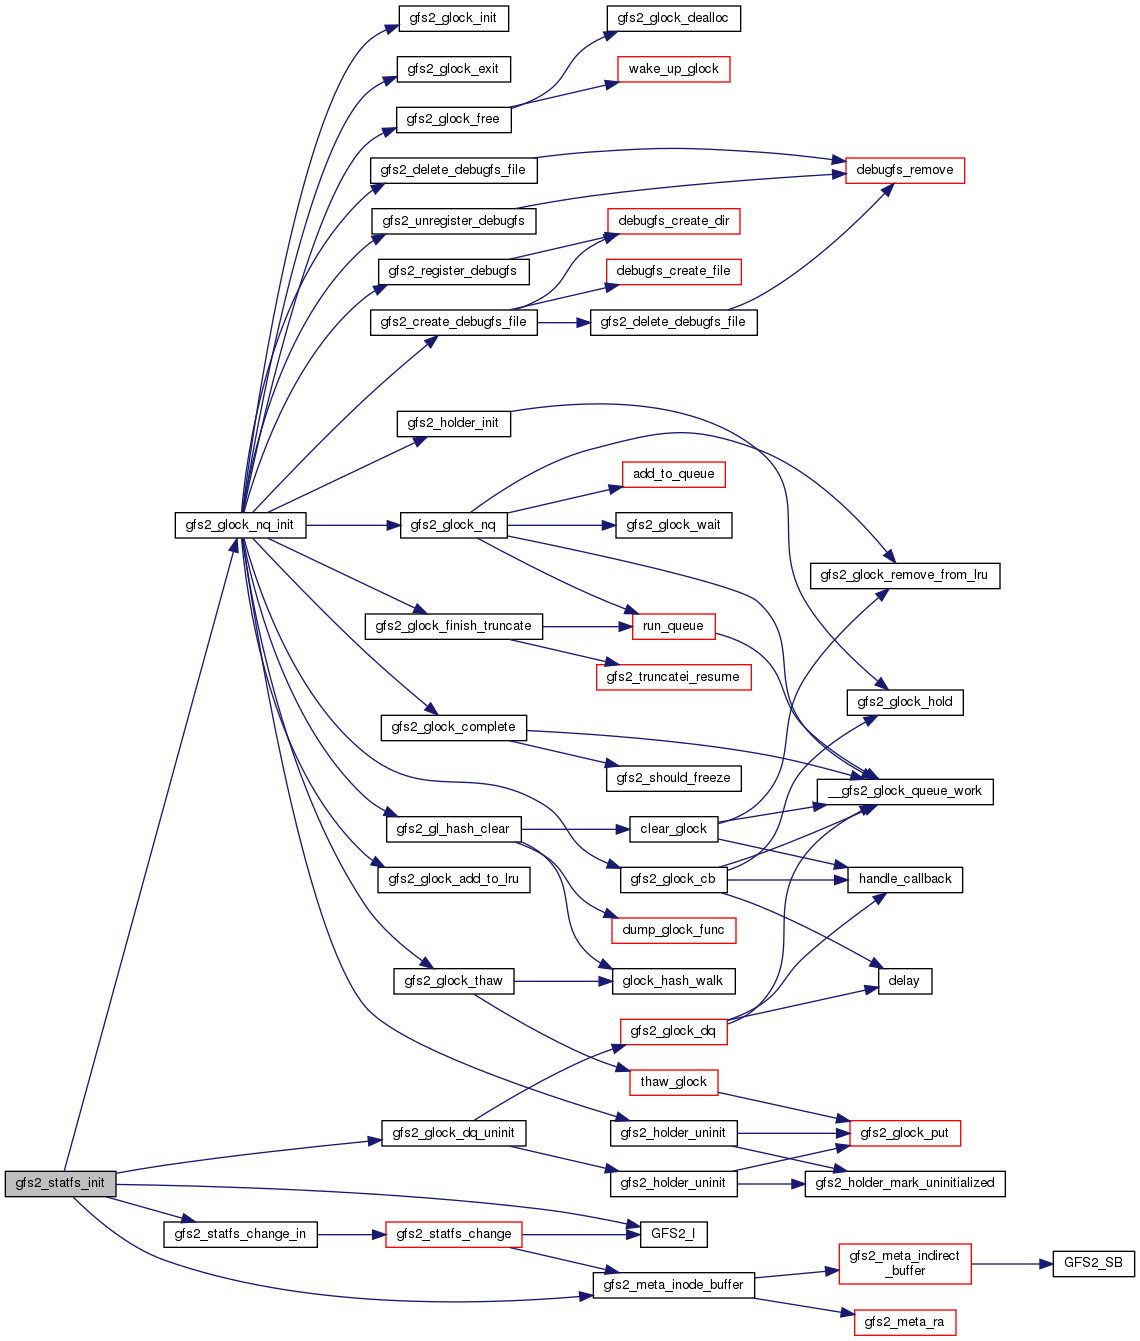 gfs2_glock_init
gfs2_glock_dealloc
gfs2_glock_exit
wake_up_glock
gfs2_glock_free
gfs2_delete_debugfs_file
debugfs_remove
gfs2_unregister_debugfs
debugfs_create_dir
gfs2_register_debugfs
debugfs_create_file
gfs2_create_debugfs_file
gfs2_delete_debugfs_file
gfs2_holder_init
add_to_queue
gfs2_glock_nq_init
gfs2_glock_nq
gfs2_glock_wait
gfs2_glock_remove_from_lru
gfs2_glock_finish_truncate
run_queue
gfs2_truncatei_resume
gfs2_glock_hold
gfs2_glock_complete
gfs2_should_freeze
__gfs2_glock_queue_work
gfs2_gl_hash_clear
clear_glock
gfs2_glock_add_to_lru
gfs2_glock_cb
handle_callback
dump_glock_func
gfs2_glock_thaw
glock_hash_walk
delay
gfs2_glock_dq
thaw_glock
gfs2_glock_dq_uninit
gfs2_holder_uninit
gfs2_glock_put
gfs2_statfs_init
gfs2_holder_uninit
gfs2_holder_mark_uninitialized
gfs2_statfs_change_in
gfs2_statfs_change
GFS2_I
gfs2_meta_indirect
_buffer
GFS2_SB
gfs2_meta_inode_buffer
gfs2_meta_ra